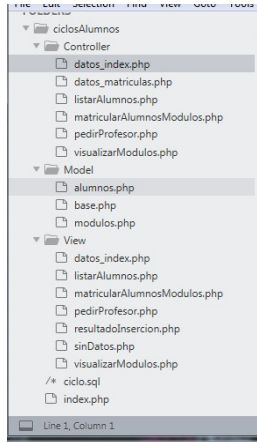 File Edit Selection Find View Goto Tools
FOLDERS
ciclosAlumnos
Controller
datos_index.php
datos_matriculas.php
listarAlumnos.php
matricularAlumnosModulos.php
pedirProfesor.php
visualizarModulos.php
Model
alumnos.php
base.php
modulos.php
View
datos_index.php
listarAlumnos.php
matricularAlumnosModulos.php
pedirProfesor.php
resultadoInsercion.php
sinDatos.php
visualizarModulos.php
/* ciclo.sql
index.php
Line 1, Column 1